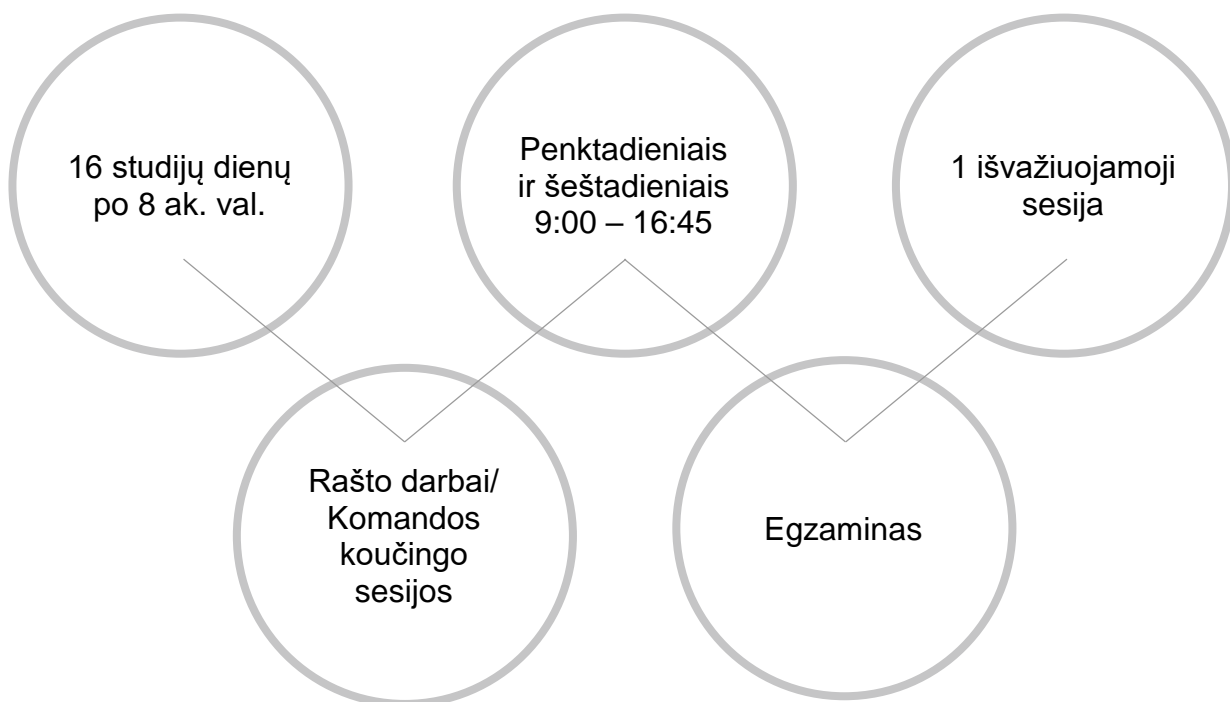 16 studijų dienų
po 8 ak. val.
Penktadieniais
ir šeštadieniais
9:00 – 16:45
1 išvažiuojamoji
sesija
Rašto darbai/
Komandos
koučingo
sesijos
Egzaminas